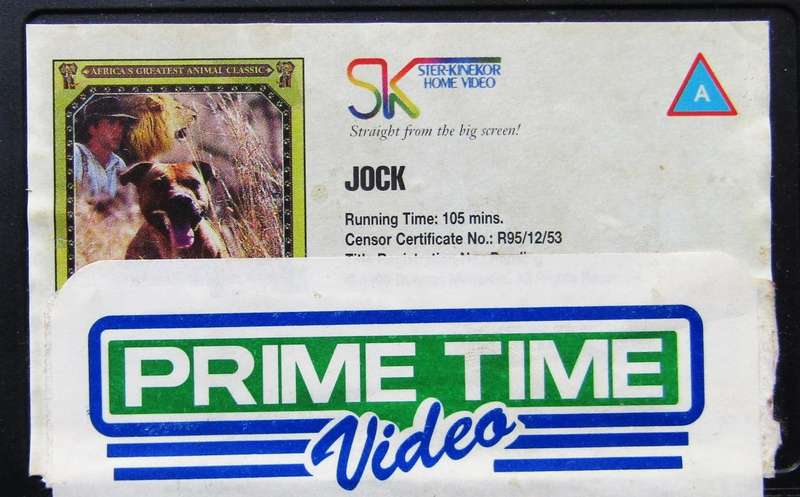 AFRICA'S GREATEST ANIMAL CLASSIC
SK STER-KINEKOR
HOME VIDEO
Straight from the big screen!
A
JOCK
Running Time: 105 mins.
Censor Certificate No.: R95/12/53
PRIME TIME
Video